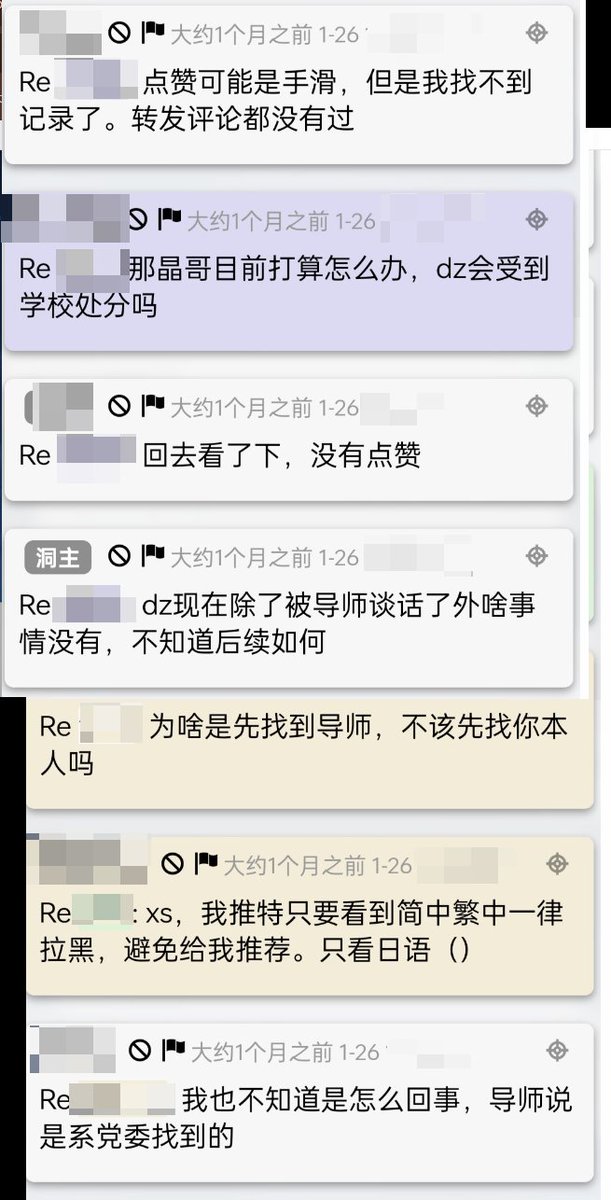 大约1个月之前 1-26
Re 点赞可能是手滑，但是我找不到
记录了。转发评论都没有过
大约1个月之前 1-26
Re 那晶哥目前打算怎么办，dz会受到
学校处分吗
大约1个月之前 1-26
Re 回去看了下，没有点赞
洞主 大约1个月之前 1-26
Re dz现在除了被导师谈话了外啥事
情没有，不知道后续如何
Re 为啥是先找到导师，不该先找你本
人吗
大约1个月之前 1-26
Re : xs，我推特只要看到简中繁中一律
拉黑，避免给我推荐。只看日语（）
大约1个月之前 1-26
Re 我也不知道是怎么回事，导师说
是系党委找到的